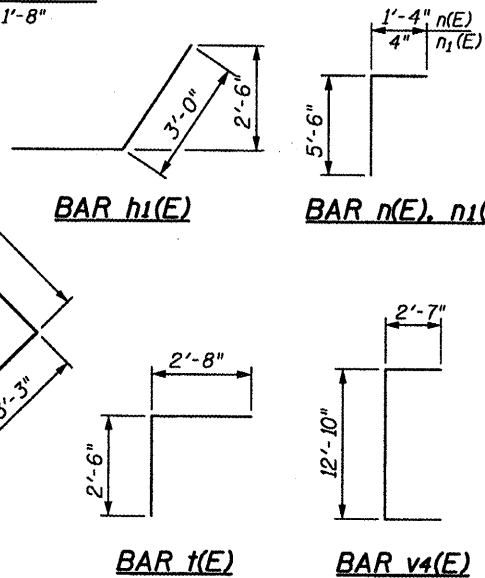 1'-8"
1'-4" n(E)
4" n1(E)
3'-0"
2'-6"
5'-6"
BAR h1(E)
BAR n(E), n1(
3'-3"
2'-8"
2'-7"
2'-6"
12'-10"
BAR t(E)
BAR v4(E)